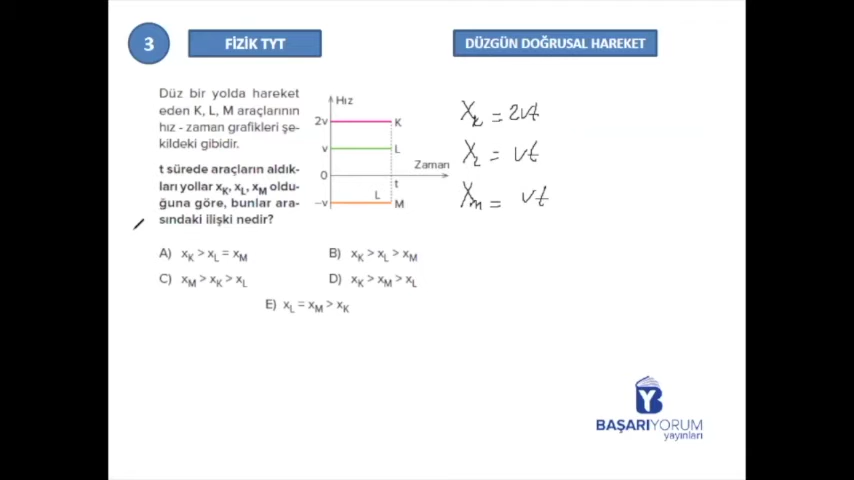 3
FİZİK TYT
DÜZGÜN DOĞRUSAL HAREKET
Düz bir yolda hareket
eden K, L, M araçlarının
hız - zaman grafikleri şe-
kildeki gibidir.
t sürede araçların aldık-
ları yollar xK, xL, xM oldu-
ğuna göre, bunlar ara-
sındaki ilişki nedir?
Hız
2v
K
v
L
Zaman
0
t
L
-v
M
XK = 2vt
XL = vt
Xm = vt
A) xK > xL = xM
B) xK > xL > xM
C) xM > xK > xL
D) xK > xM > xL
E) xL = xM > xK
BAŞARIYORUM
yayınları